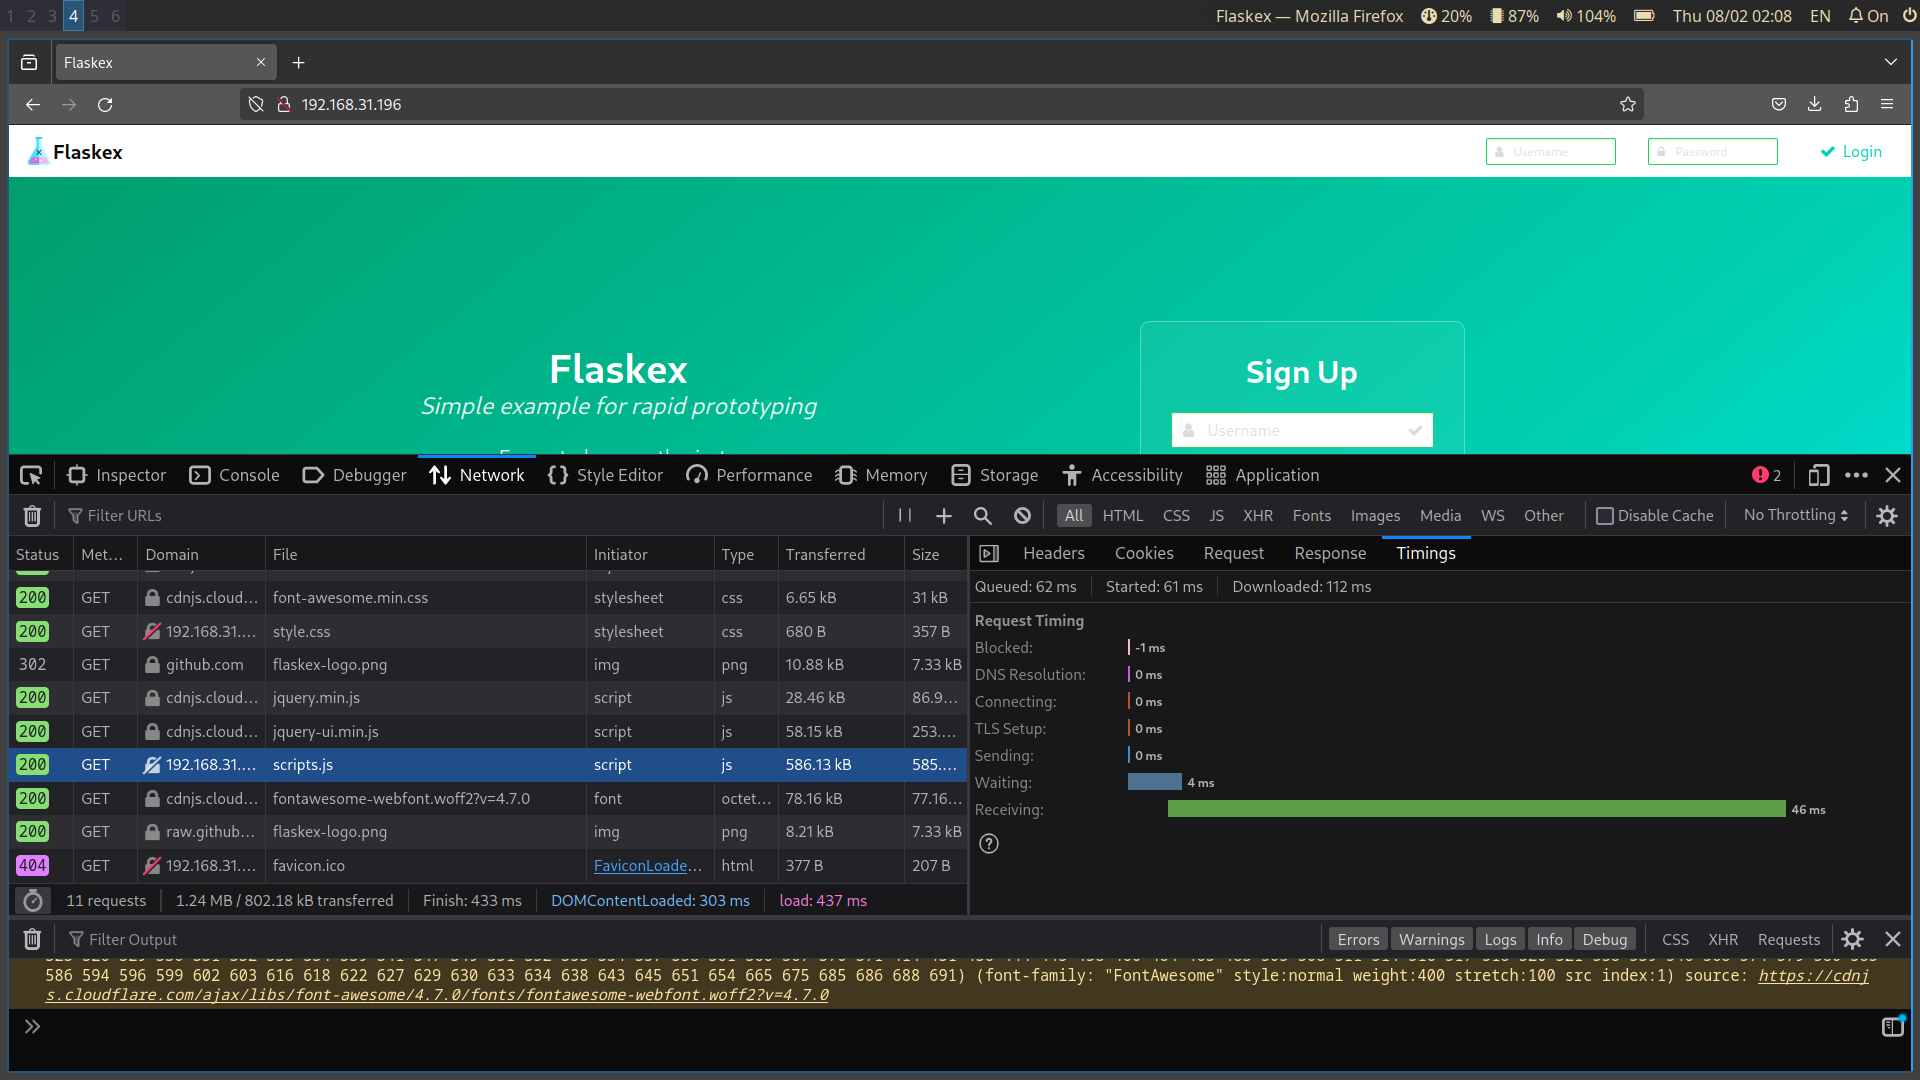 1 2 3 4 5 6 Flaskex — Mozilla Firefox 20% 87% 104% Thu 08/02 02:08 EN On
Flaskex
192.168.31.196
Flaskex Username Password Login
Flaskex
Simple example for rapid prototyping
Sign Up
Username
Inspector Console Debugger Network Style Editor Performance Memory Storage Accessibility Application 2
Filter URLs All HTML CSS JS XHR Fonts Images Media WS Other Disable Cache No Throttling
Status Met... Domain File Initiator Type Transferred Size
200 GET cdnjs.cloud... font-awesome.min.css stylesheet css 6.65 kB 31 kB
200 GET 192.168.31.... style.css stylesheet css 680 B 357 B
302 GET github.com flaskex-logo.png img png 10.88 kB 7.33 kB
200 GET cdnjs.cloud... jquery.min.js script js 28.46 kB 86.9...
200 GET cdnjs.cloud... jquery-ui.min.js script js 58.15 kB 253....
200 GET 192.168.31.... scripts.js script js 586.13 kB 585....
200 GET cdnjs.cloud... fontawesome-webfont.woff2?v=4.7.0 font octet... 78.16 kB 77.16...
200 GET raw.github... flaskex-logo.png img png 8.21 kB 7.33 kB
404 GET 192.168.31.... favicon.ico FaviconLoade... html 377 B 207 B
11 requests 1.24 MB / 802.18 kB transferred Finish: 433 ms DOMContentLoaded: 303 ms load: 437 ms
Headers Cookies Request Response Timings
Queued: 62 ms Started: 61 ms Downloaded: 112 ms
Request Timing
Blocked: -1 ms
DNS Resolution: 0 ms
Connecting: 0 ms
TLS Setup: 0 ms
Sending: 0 ms
Waiting: 4 ms
Receiving: 46 ms
Filter Output Errors Warnings Logs Info Debug CSS XHR Requests
586 594 596 599 602 603 616 618 622 627 629 630 633 634 638 643 645 651 654 665 675 685 686 688 691) (font-family: "FontAwesome" style:normal weight:400 stretch:100 src index:1) source: https://cdnj
s.cloudflare.com/ajax/libs/font-awesome/4.7.0/fonts/fontawesome-webfont.woff2?v=4.7.0